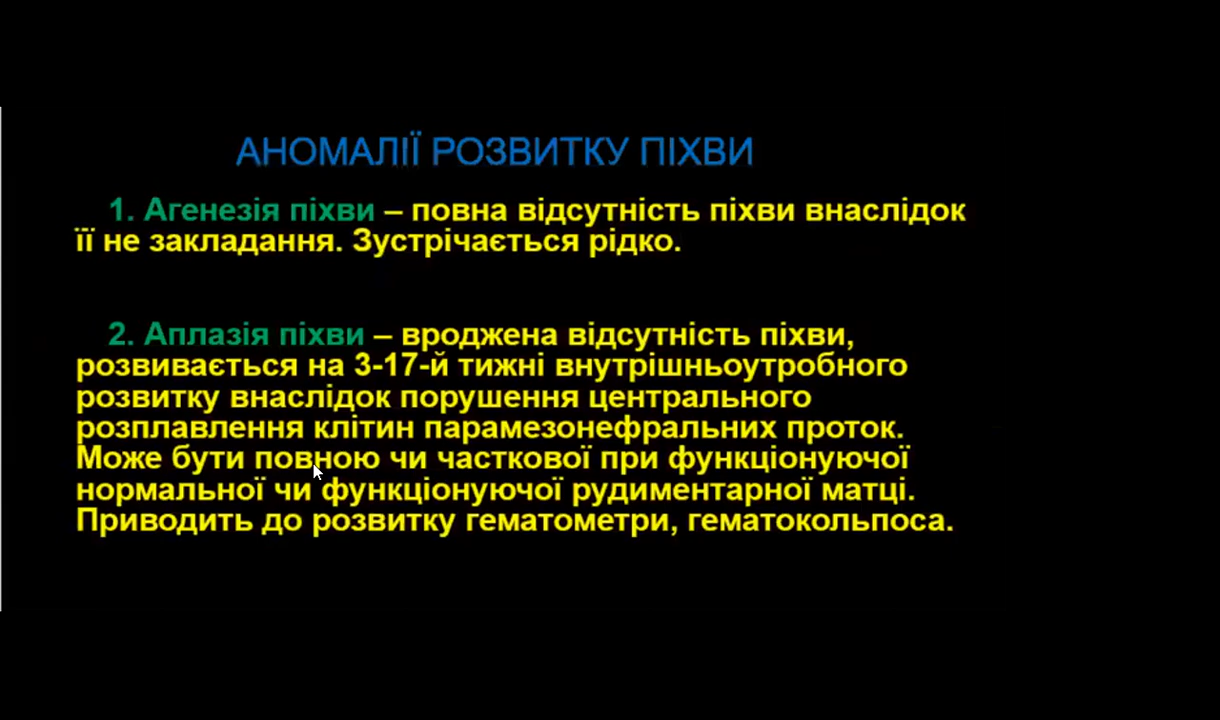 АНОМАЛІЇ РОЗВИТКУ ПІХВИ
1. Агенезія піхви – повна відсутність піхви внаслідок
її не закладання. Зустрічається рідко.
2. Аплазія піхви – вроджена відсутність піхви,
розвивається на 3-17-й тижні внутрішньоутробного
розвитку внаслідок порушення центрального
розплавлення клітин парамезонефральних проток.
Може бути повною чи часткової при функціонуючої
нормальної чи функціонуючої рудиментарної матці.
Приводить до розвитку гематометри, гематокольпоса.